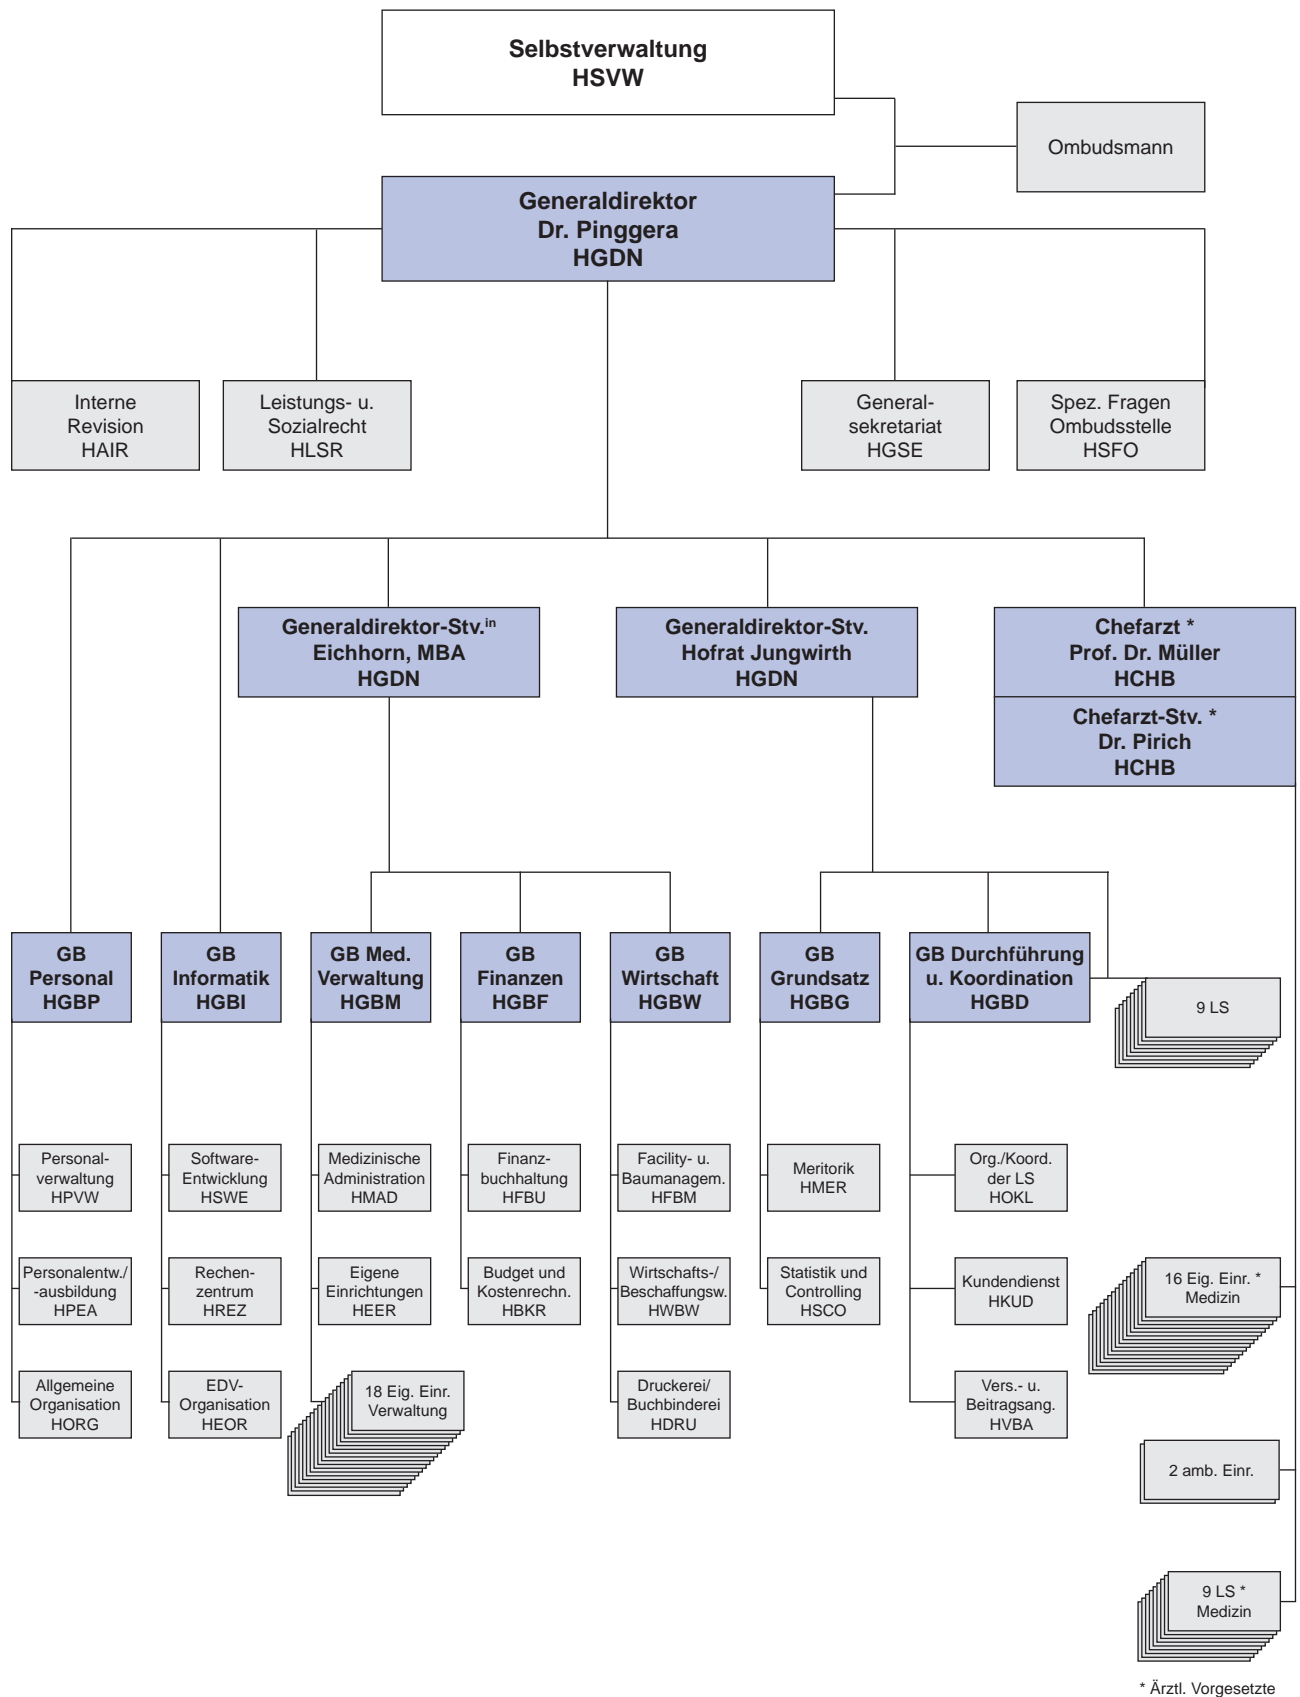 Selbstverwaltung
HSVW
Ombudsmann
Generaldirektor
Dr. Pinggera
HGDN
Interne
Revision
HAIR
Leistungs- u.
Sozialrecht
HLSR
General-
sekretariat
HGSE
Spez. Fragen
Ombudsstelle
HSFO
Generaldirektor-Stv.in
Eichhorn, MBA
HGDN
Generaldirektor-Stv.
Hofrat Jungwirth
HGDN
Chefarzt *
Prof. Dr. Müller
HCHB
Chefarzt-Stv. *
Dr. Pirich
HCHB
GB
Personal
HGBP
GB
Informatik
HGBI
GB Med.
Verwaltung
HGBM
GB
Finanzen
HGBF
GB
Wirtschaft
HGBW
GB
Grundsatz
HGBG
GB Durchführung
u. Koordination
HGBD
9 LS
Personal-
verwaltung
HPVW
Software-
Entwicklung
HSWE
Medizinische
Administration
HMAD
Finanz-
buchhaltung
HFBU
Facility- u.
Baumanagem.
HFBM
Meritorik
HMER
Org./Koord.
der LS
HOKL
Personalentw./
-ausbildung
HPEA
Rechen-
zentrum
HREZ
Eigene
Einrichtungen
HEER
Budget und
Kostenrechn.
HBKR
Wirtschafts-/
Beschaffungsw.
HWBW
Statistik und
Controlling
HSCO
Kundendienst
HKUD
16 Eig. Einr. *
Medizin
Allgemeine
Organisation
HORG
EDV-
Organisation
HEOR
18 Eig. Einr.
Verwaltung
Druckerei/
Buchbinderei
HDRU
Vers.- u.
Beitragsang.
HVBA
2 amb. Einr.
9 LS *
Medizin
* Ärztl. Vorgesetzte